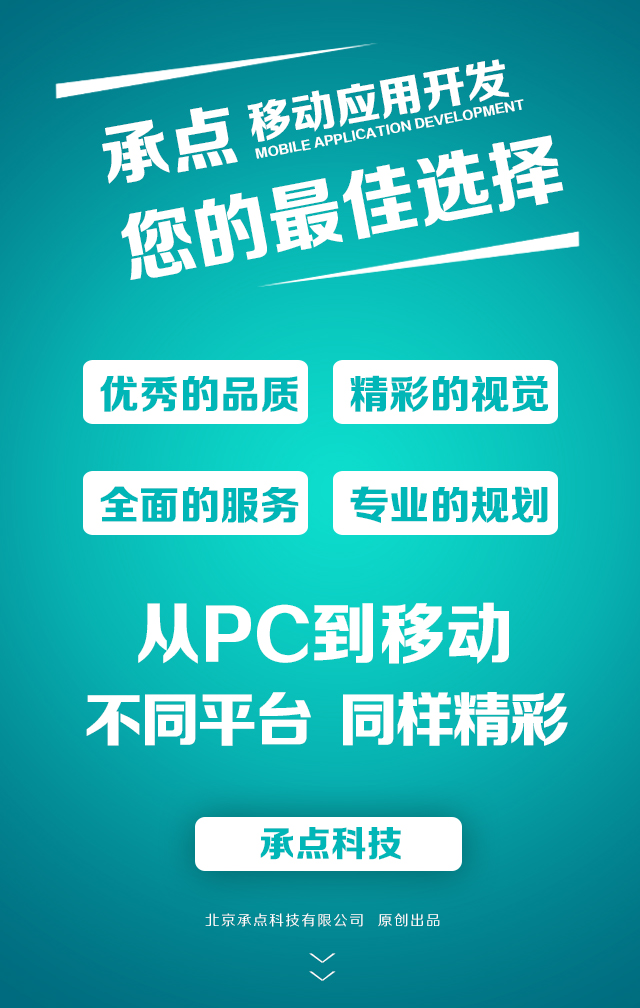 承点 移动应用开发
MOBILE APPLICATION DEVELOPMENT
您的最佳选择
优秀的品质 精彩的视觉
全面的服务 专业的规划
从PC到移动
不同平台 同样精彩
承点科技
北京承点科技有限公司 原创出品